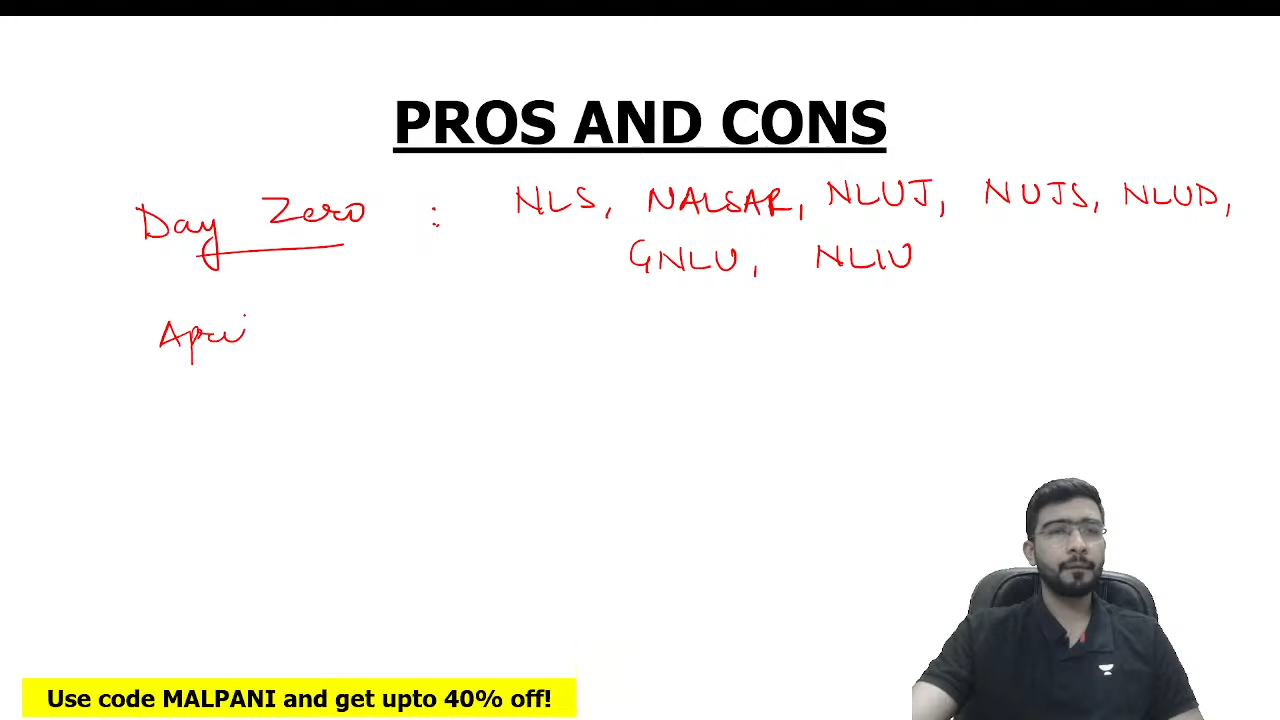 PROS AND CONS
Day Zero : NLS, NALSAR, NLUJ, NUJS, NLUD,
GNLU, NLIU
Apri
Use code MALPANI and get upto 40% off!